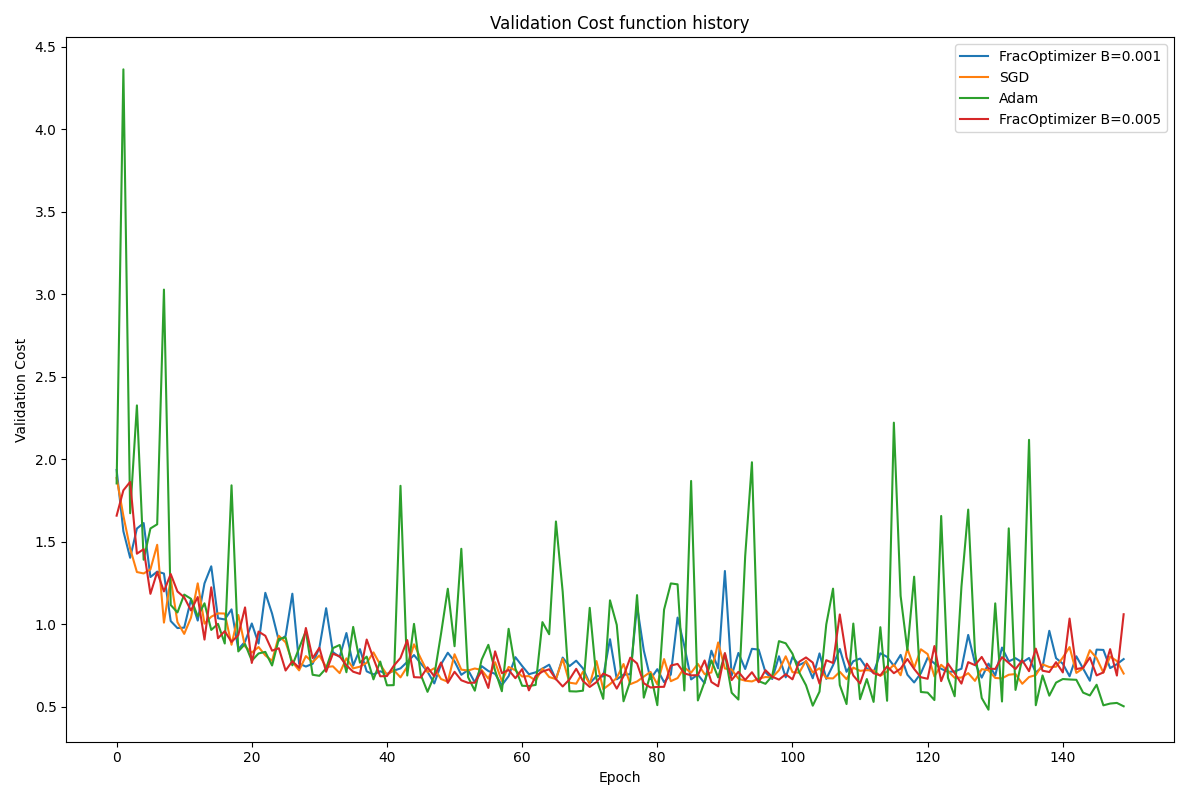 Validation Cost function history
FracOptimizer B=0.001
SGD
Adam
FracOptimizer B=0.005
Validation Cost
4.5
4.0
3.5
3.0
2.5
2.0
1.5
1.0
0.5
0 20 40 60 80 100 120 140
Epoch